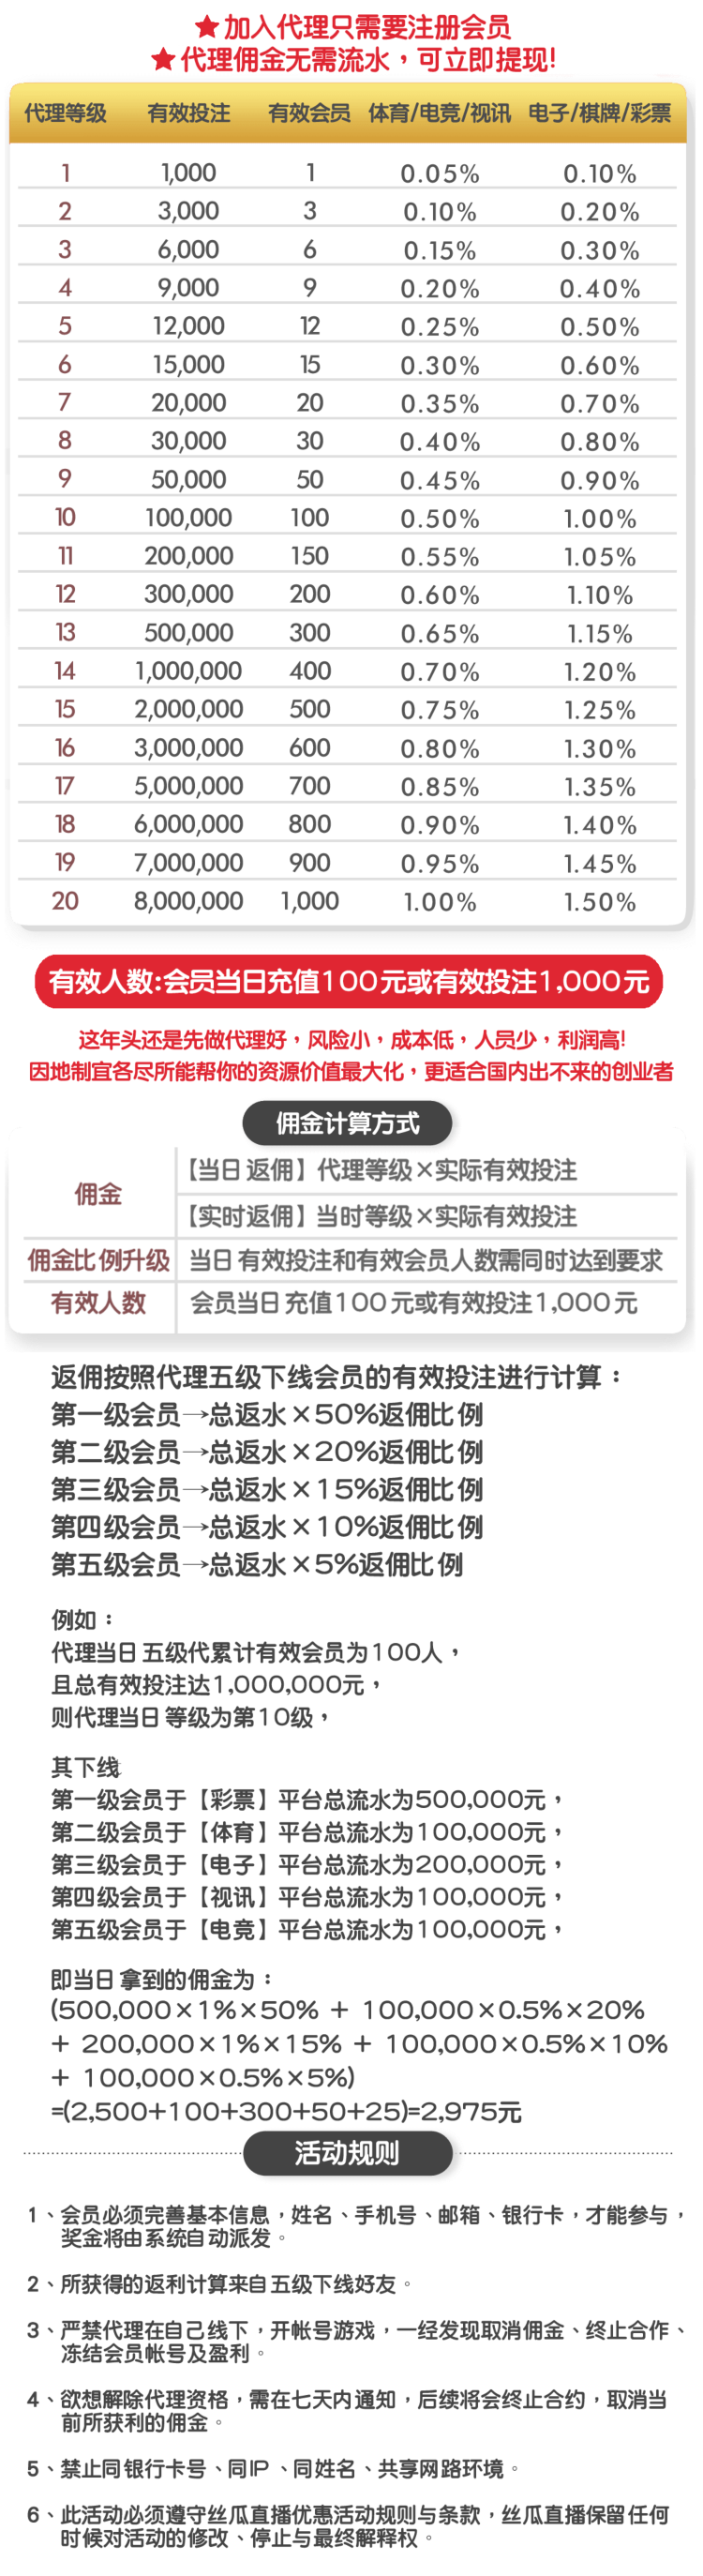 ★加入代理只需要注册会员
★代理佣金无需流水，可立即提现!
代理等级 有效投注 有效会员 体育/电竞/视讯 电子/棋牌/彩票
1 1,000 1 0.05% 0.10%
2 3,000 3 0.10% 0.20%
3 6,000 6 0.15% 0.30%
4 9,000 9 0.20% 0.40%
5 12,000 12 0.25% 0.50%
6 15,000 15 0.30% 0.60%
7 20,000 20 0.35% 0.70%
8 30,000 30 0.40% 0.80%
9 50,000 50 0.45% 0.90%
10 100,000 100 0.50% 1.00%
11 200,000 150 0.55% 1.05%
12 300,000 200 0.60% 1.10%
13 500,000 300 0.65% 1.15%
14 1,000,000 400 0.70% 1.20%
15 2,000,000 500 0.75% 1.25%
16 3,000,000 600 0.80% 1.30%
17 5,000,000 700 0.85% 1.35%
18 6,000,000 800 0.90% 1.40%
19 7,000,000 900 0.95% 1.45%
20 8,000,000 1,000 1.00% 1.50%
有效人数:会员当日充值100元或有效投注1,000元
这年头还是先做代理好，风险小，成本低，人员少，利润高!
因地制宜各尽所能帮你的资源价值最大化，更适合国内出不来的创业者
佣金计算方式
佣金
【当日返佣】代理等级×实际有效投注
【实时返佣】当时等级×实际有效投注
佣金比例升级 当日有效投注和有效会员人数需同时达到要求
有效人数 会员当日充值100元或有效投注1,000元
返佣按照代理五级下线会员的有效投注进行计算：
第一级会员→总返水×50%返佣比例
第二级会员→总返水×20%返佣比例
第三级会员→总返水×15%返佣比例
第四级会员→总返水×10%返佣比例
第五级会员→总返水×5%返佣比例
例如：
代理当日五级代累计有效会员为100人，
且总有效投注达1,000,000元，
则代理当日等级为第10级，
其下线
第一级会员于【彩票】平台总流水为500,000元，
第二级会员于【体育】平台总流水为100,000元，
第三级会员于【电子】平台总流水为200,000元，
第四级会员于【视讯】平台总流水为100,000元，
第五级会员于【电竞】平台总流水为100,000元，
即当日拿到的佣金为：
(500,000×1%×50% + 100,000×0.5%×20%
+ 200,000×1%×15% + 100,000×0.5%×10%
+ 100,000×0.5%×5%)
=(2,500+100+300+50+25)=2,975元
活动规则
1、会员必须完善基本信息，姓名、手机号、邮箱、银行卡，才能参与，
奖金将由系统自动派发。
2、所获得的返利计算来自五级下线好友。
3、严禁代理在自己线下，开帐号游戏，一经发现取消佣金、终止合作、
冻结会员帐号及盈利。
4、欲想解除代理资格，需在七天内通知，后续将会终止合约，取消当
前所获利的佣金。
5、禁止同银行卡号、同IP、同姓名、共享网路环境。
6、此活动必须遵守丝瓜直播优惠活动规则与条款，丝瓜直播保留任何
时候对活动的修改、停止与最终解释权。